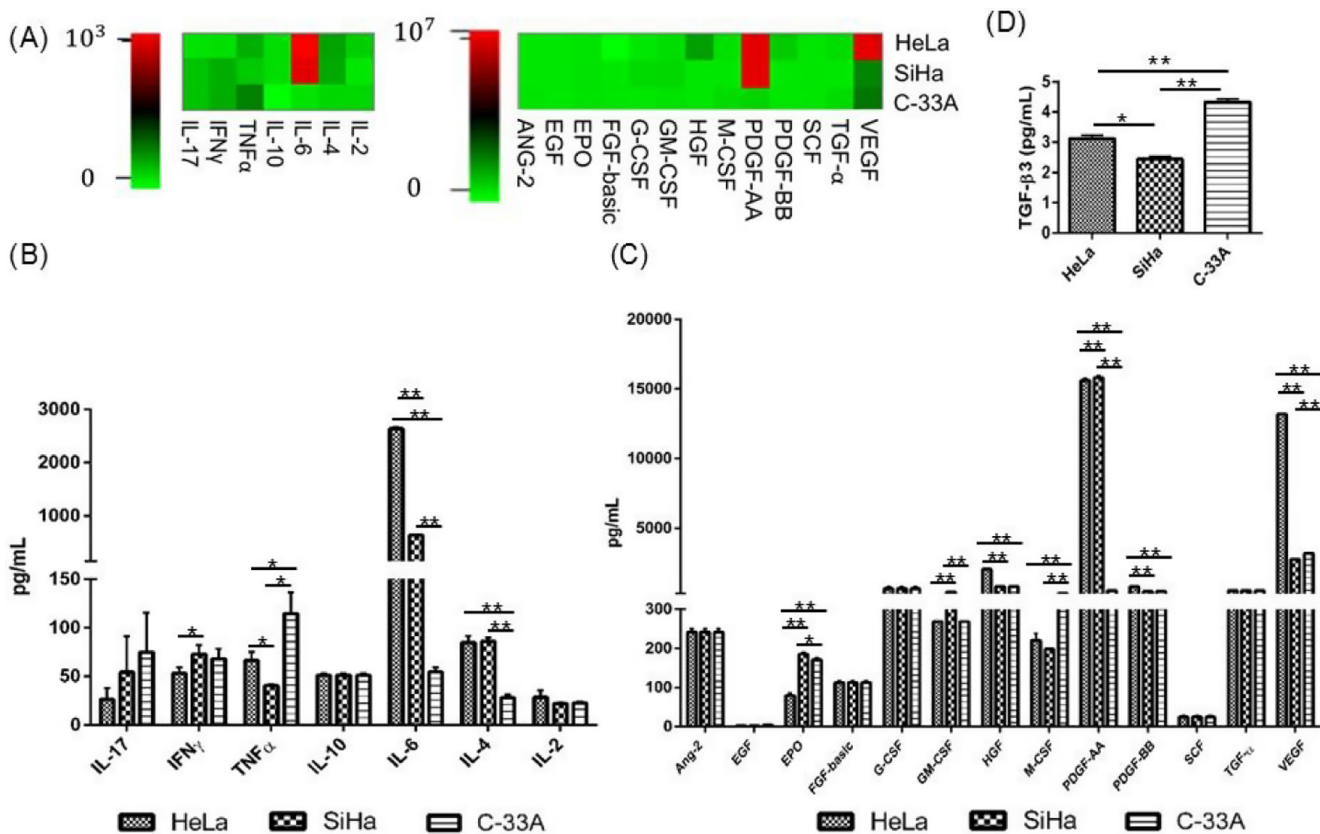 (A)
10³
0
IL-17
IFNγ
TNFα
IL-10
IL-6
IL-4
IL-2
10⁷
0
HeLa
SiHa
C-33A
ANG-2
EGF
EPO
FGF-basic
G-CSF
GM-CSF
HGF
M-CSF
PDGF-AA
PDGF-BB
SCF
TGF-α
VEGF
(D)
** 
**
*
TGF-β3 (pg/mL)
5
4
3
2
1
0
HeLa
SiHa
C-33A
(B)
pg/mL
3000
2000
1000
150
100
50
0
*
*
*
*
**
**
**
**
**
IL-17
IFNγ
TNFα
IL-10
IL-6
IL-4
IL-2
HeLa SiHa C-33A
(C)
pg/mL
20000
15000
10000
5000
300
200
100
0
**
**
*
**
**
**
**
**
**
**
**
**
**
**
**
**
**
Ang-2
EGF
EPO
FGF-basic
G-CSF
GM-CSF
HGF
M-CSF
PDGF-AA
PDGF-BB
SCF
TGF-α
VEGF
HeLa SiHa C-33A